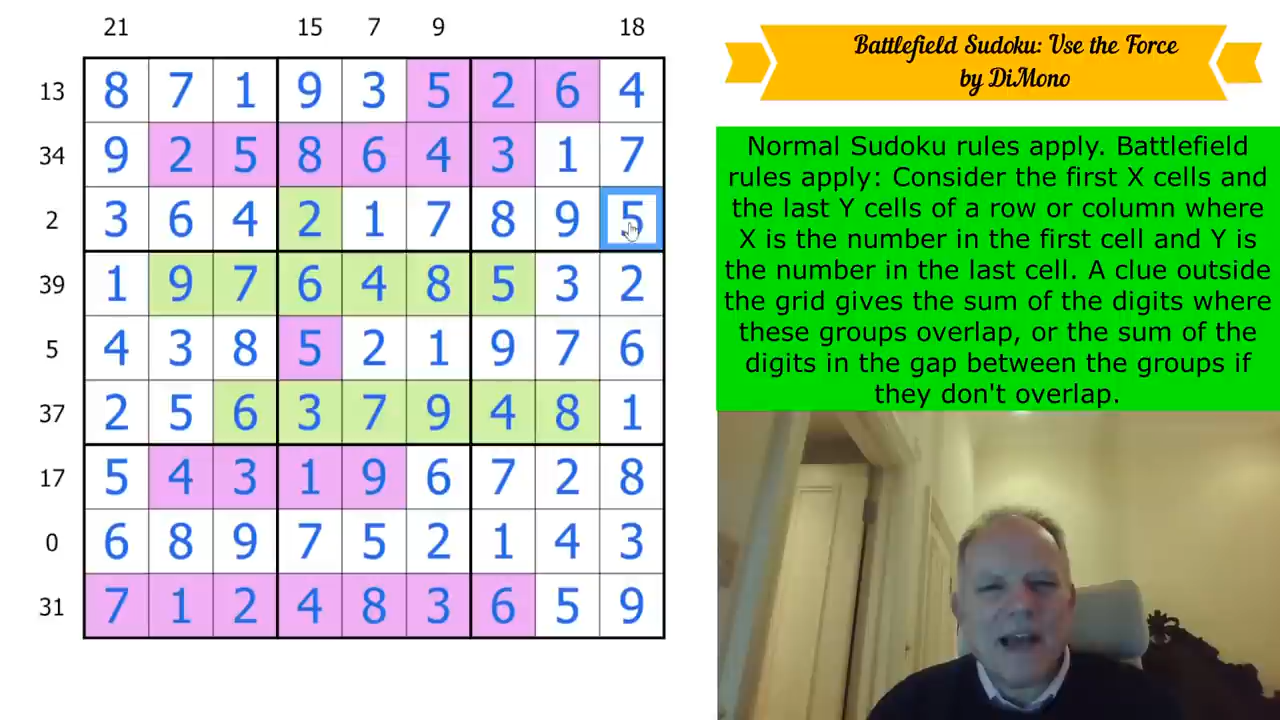 21 15 7 9 18
Battlefield Sudoku: Use the Force
by DiMono
13 8 7 1 9 3 5 2 6 4
34 9 2 5 8 6 4 3 1 7
2 3 6 4 2 1 7 8 9 5
39 1 9 7 6 4 8 5 3 2
5 4 3 8 5 2 1 9 7 6
37 2 5 6 3 7 9 4 8 1
17 5 4 3 1 9 6 7 2 8
0 6 8 9 7 5 2 1 4 3
31 7 1 2 4 8 3 6 5 9
Normal Sudoku rules apply. Battlefield
rules apply: Consider the first X cells and
the last Y cells of a row or column where
X is the number in the first cell and Y is
the number in the last cell. A clue outside
the grid gives the sum of the digits where
these groups overlap, or the sum of the
digits in the gap between the groups if
they don't overlap.